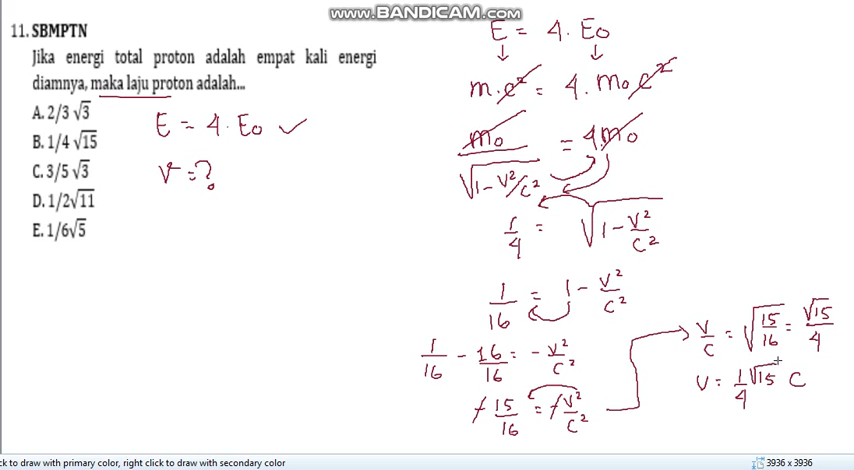 www.BANDICAM.com
11. SBMPTN
Jika energi total proton adalah empat kali energi
diamnya, maka laju proton adalah...
A. 2/3 √3
B. 1/4 √15
C. 3/5 √3
D. 1/2√11
E. 1/6√5
E = 4. Eo ✓
V = ?
E = 4. Eo
m.c² = 4. mo c²
mo/√(1-V²/c²) = 4mo
1/4 = √(1-V²/c²)
1/16 = 1-V²/c²
1/16 - 16/16 = -V²/c²
-15/16 = -V²/c²
V/c = √(15/16) = √15/4
V = 1/4 √15 C
ck to draw with primary color, right click to draw with secondary color
3936 x 3936